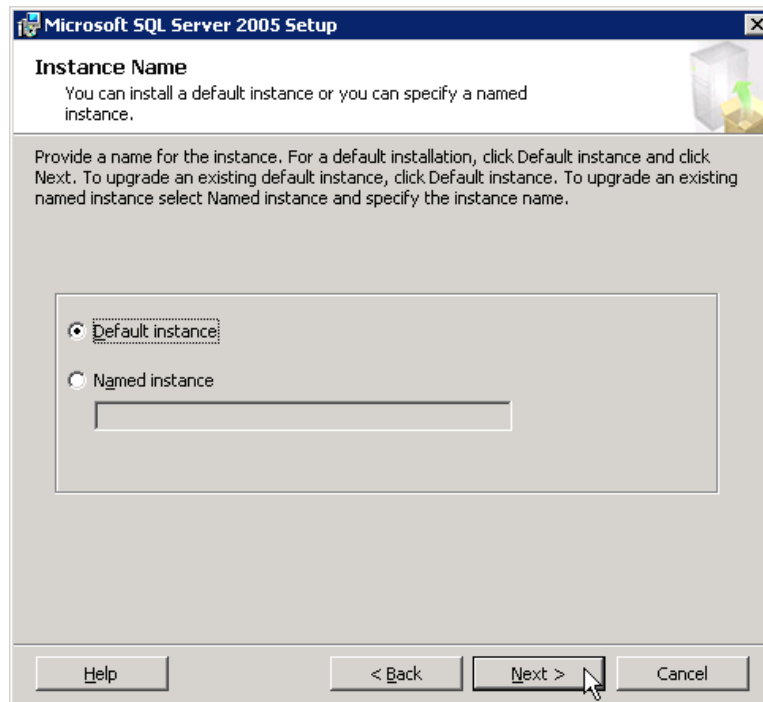 Microsoft SQL Server 2005 Setup
Instance Name
You can install a default instance or you can specify a named
instance.
Provide a name for the instance. For a default installation, click Default instance and click
Next. To upgrade an existing default instance, click Default instance. To upgrade an existing
named instance select Named instance and specify the instance name.
Default instance
Named instance
Help
< Back
Next >
Cancel